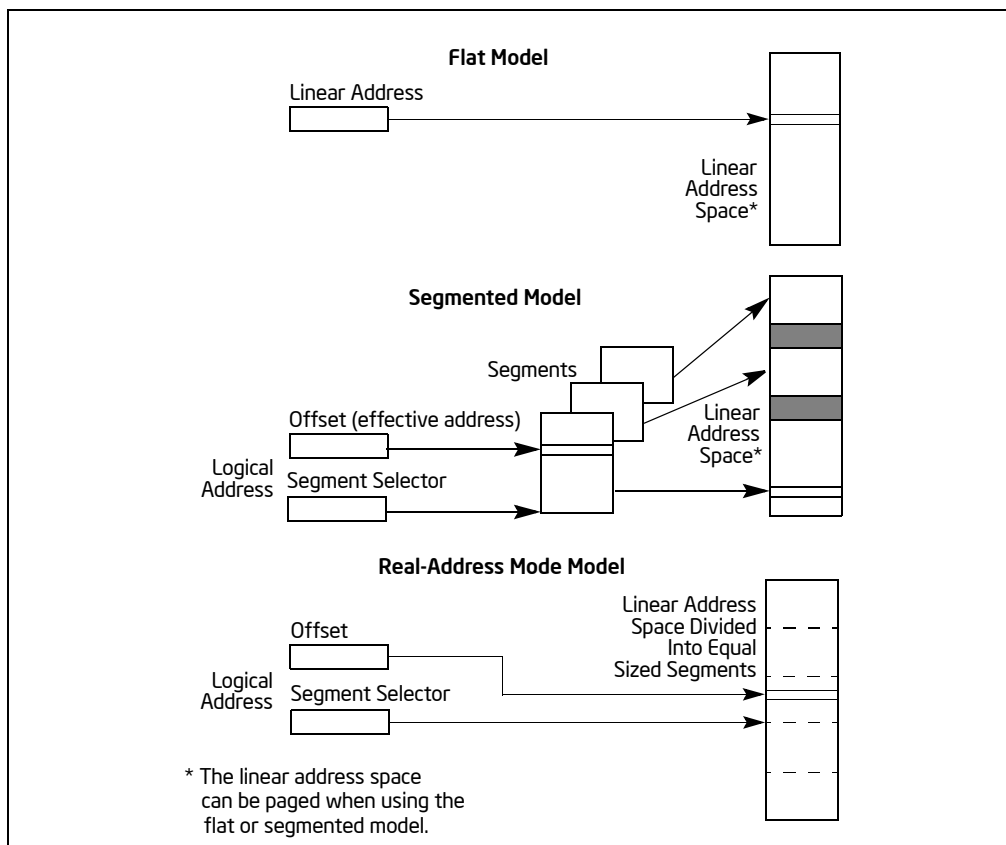 Flat Model
Linear Address
Linear
Address
Space*
Segmented Model
Segments
Offset (effective address)
Logical
Address
Segment Selector
Linear
Address
Space*
Real-Address Mode Model
Offset
Logical
Address
Segment Selector
Linear Address
Space Divided
Into Equal
Sized Segments
* The linear address space
can be paged when using the
flat or segmented model.